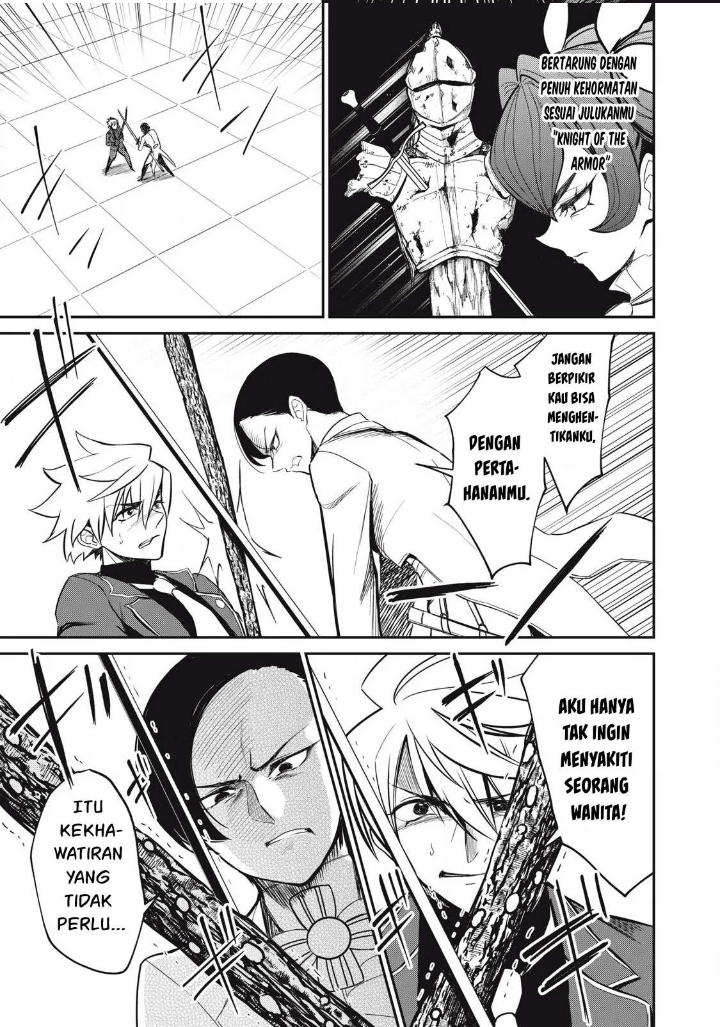 BERTARUNG DENGAN
PENUH KEHORMATAN
SESUAI JULUKANMU
"KNIGHT OF THE
ARMOR"
JANGAN
BERPIKIR
KAU BISA
MENGHEN-
TIKANKU,
DENGAN
PERTA-
HANANMU.
AKU HANYA
TAK INGIN
MENYAKITI
SEORANG
WANITA!
ITU
KEKHA-
WATIRAN
YANG
TIDAK
PERLU...